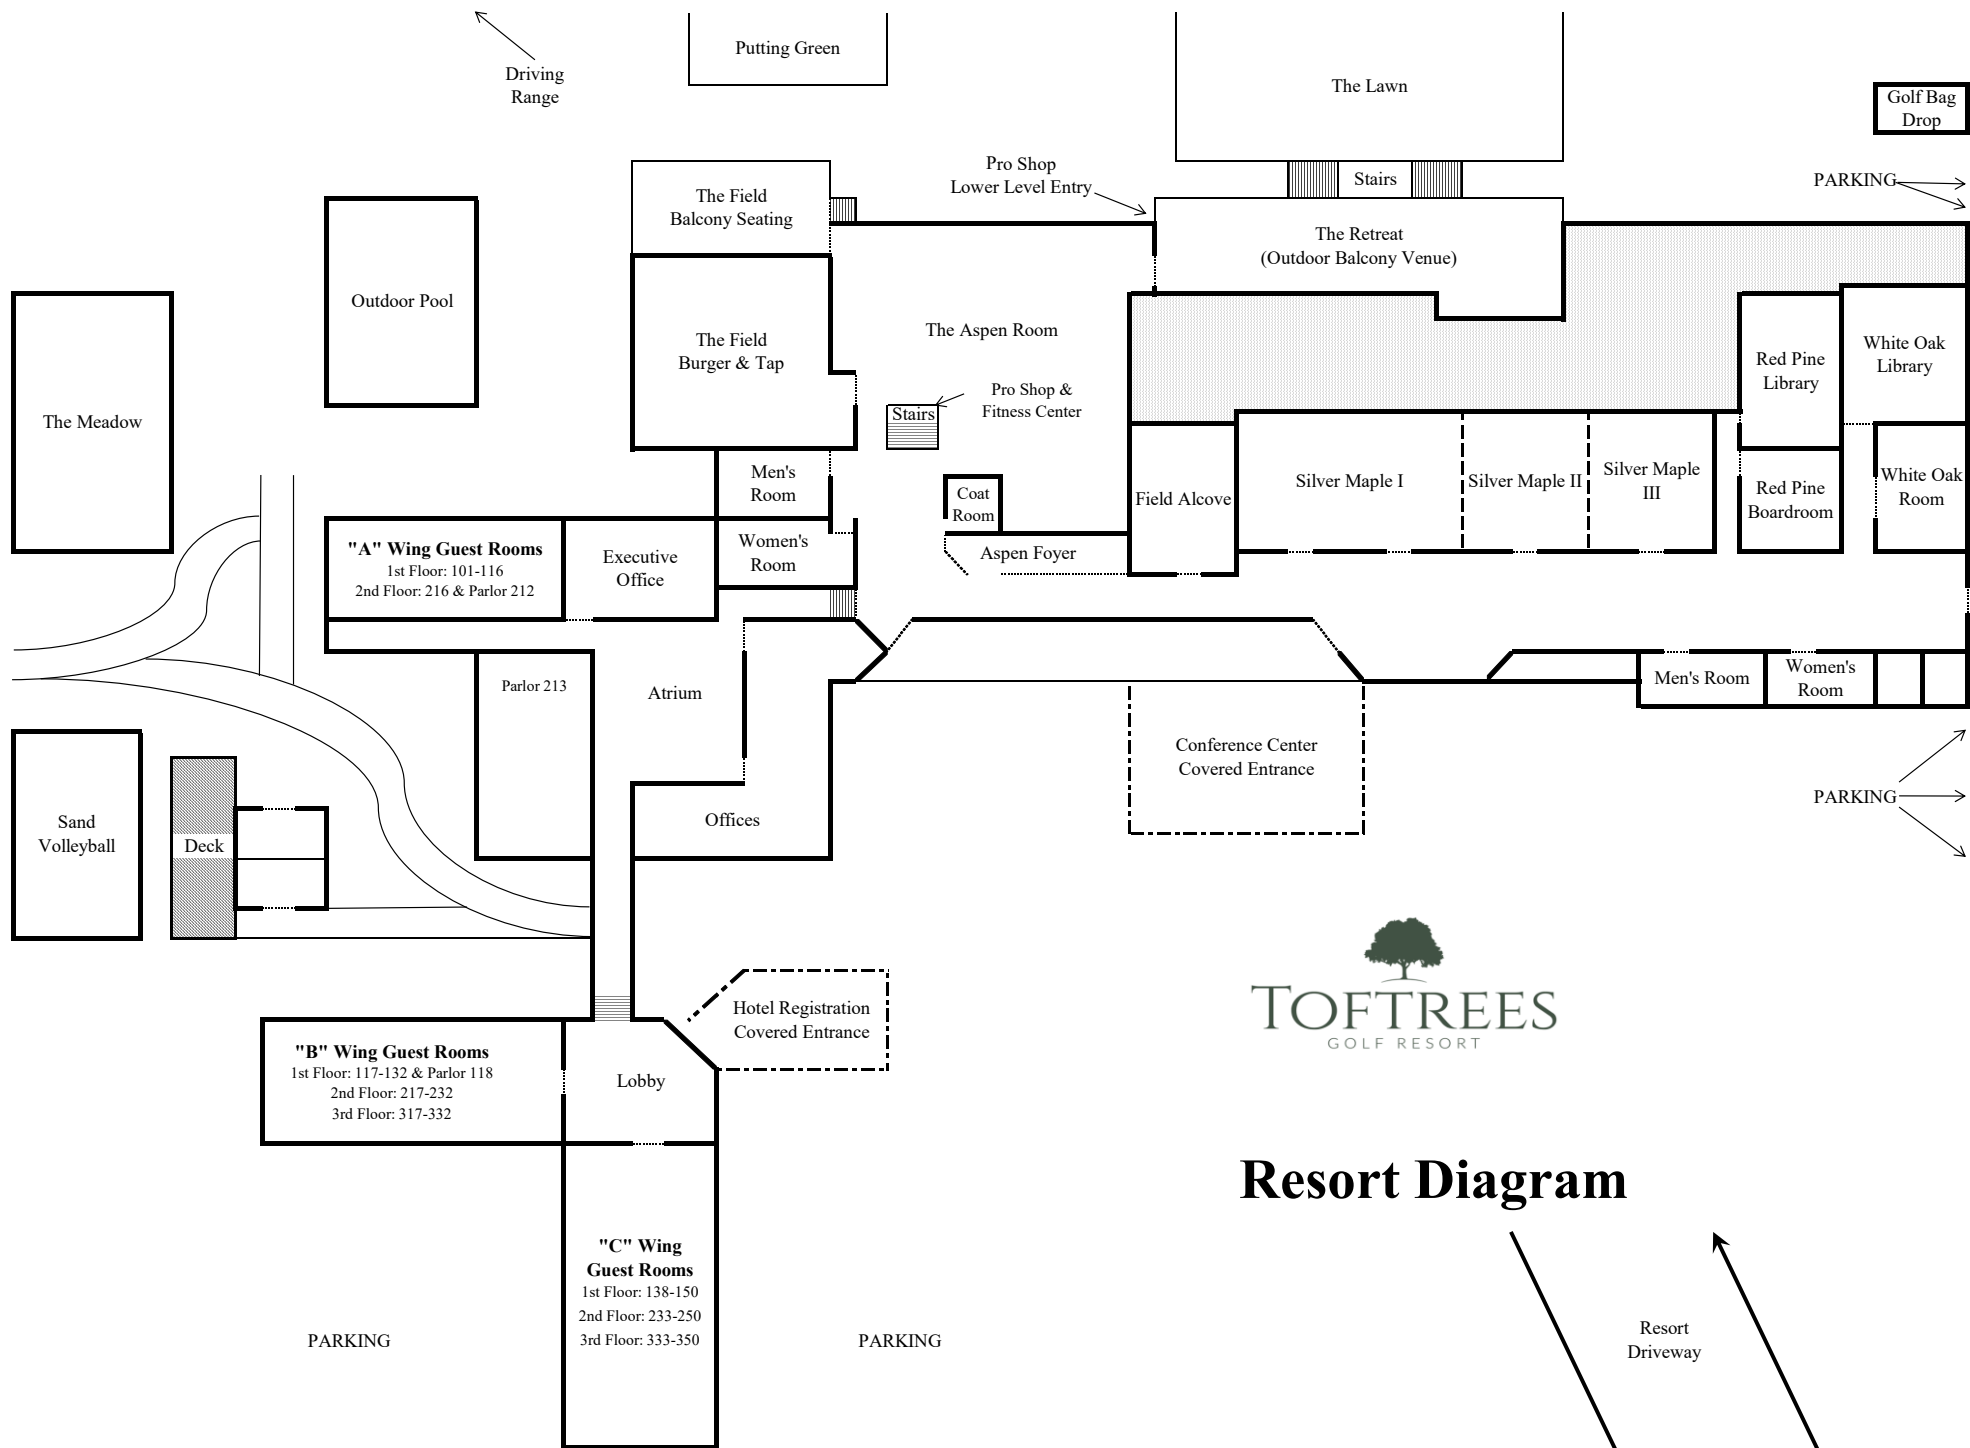 Putting Green
Driving
Range
The Lawn
Golf Bag
Drop
Pro Shop
Lower Level Entry
Stairs
PARKING
The Field
Balcony Seating
The Retreat
(Outdoor Balcony Venue)
Outdoor Pool
The Meadow
The Field
Burger & Tap
The Aspen Room
Pro Shop &
Fitness Center
Stairs
Red Pine
Library
White Oak
Library
Men's
Room
Coat
Room
Field Alcove
Silver Maple I
Silver Maple II
Silver Maple
III
Red Pine
Boardroom
White Oak
Room
"A" Wing Guest Rooms
1st Floor: 101-116
2nd Floor: 216 & Parlor 212
Executive
Office
Women's
Room
Aspen Foyer
Parlor 213
Atrium
Men's Room
Women's
Room
Conference Center
Covered Entrance
PARKING
Sand
Volleyball
Deck
Offices
TOFTREES
GOLF RESORT
Hotel Registration
Covered Entrance
"B" Wing Guest Rooms
1st Floor: 117-132 & Parlor 118
2nd Floor: 217-232
3rd Floor: 317-332
Lobby
Resort Diagram
"C" Wing
Guest Rooms
1st Floor: 138-150
2nd Floor: 233-250
3rd Floor: 333-350
PARKING
PARKING
Resort
Driveway